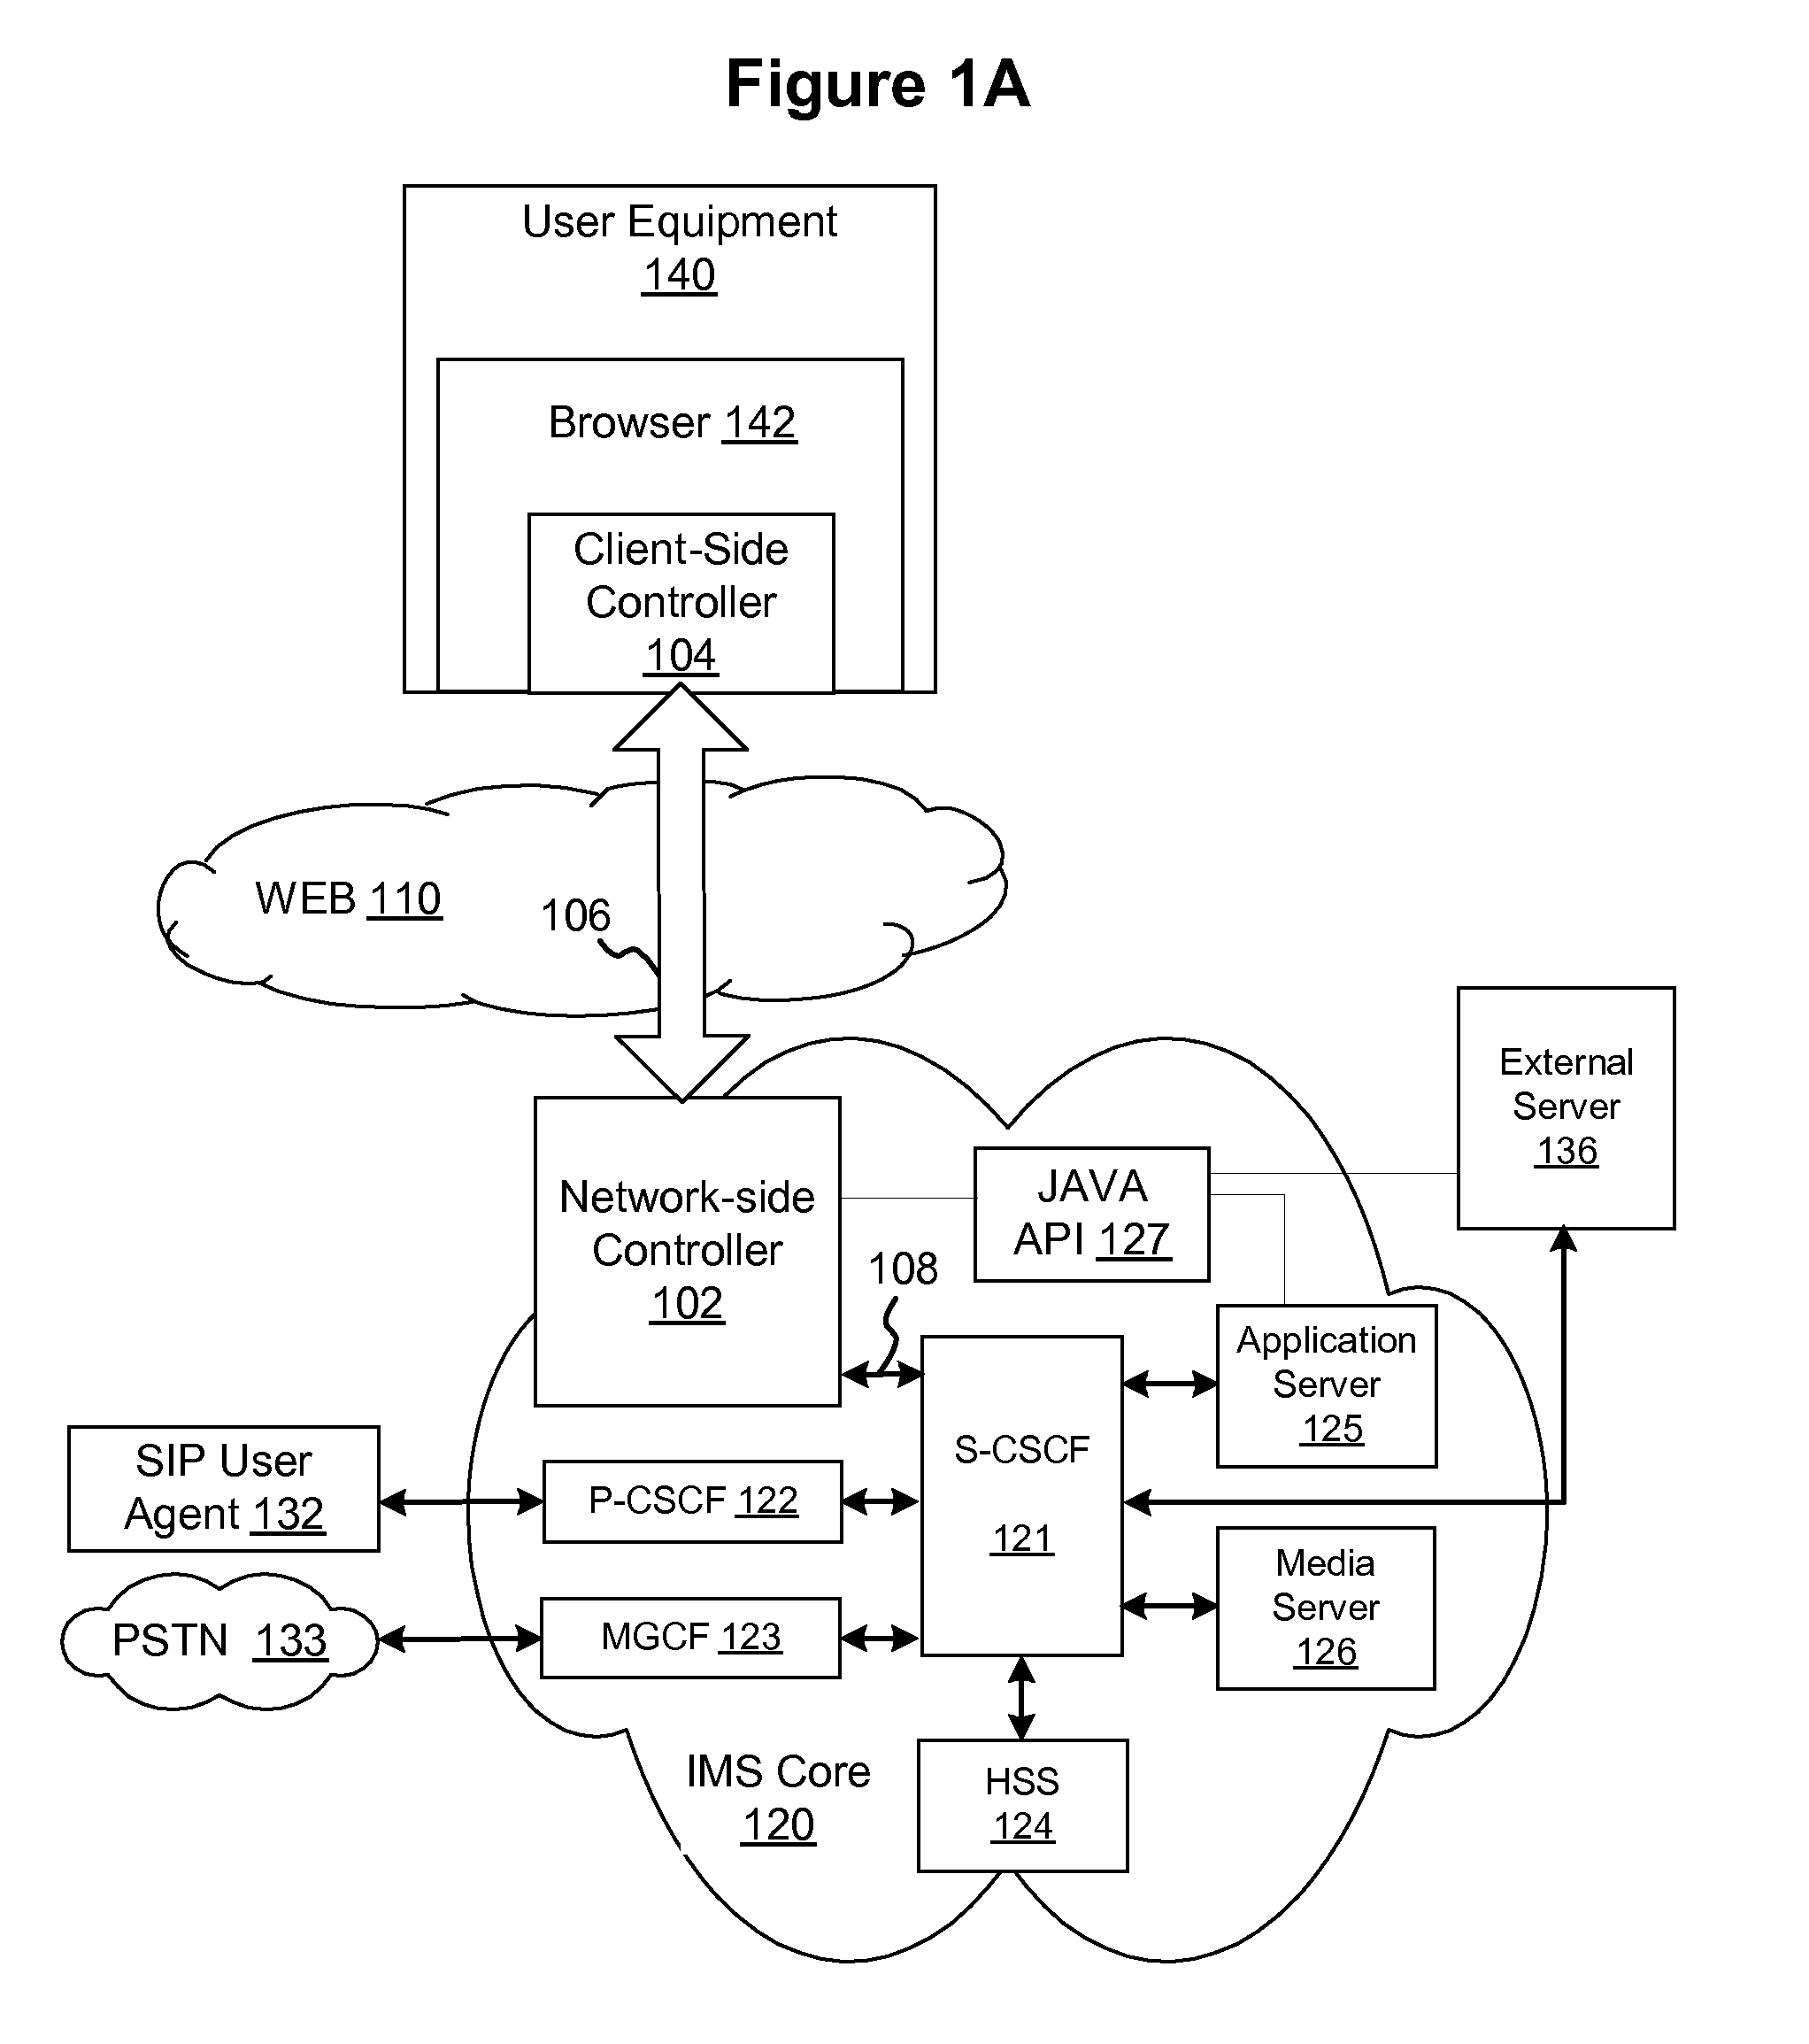 Figure 1A
User Equipment
140
Browser 142
Client-Side
Controller
104
WEB 110
106
External
Server
136
Network-side
Controller
102
JAVA
API 127
108
Application
Server
125
S-CSCF
121
SIP User
Agent 132
P-CSCF 122
Media
Server
126
PSTN 133
MGCF 123
IMS Core
120
HSS
124